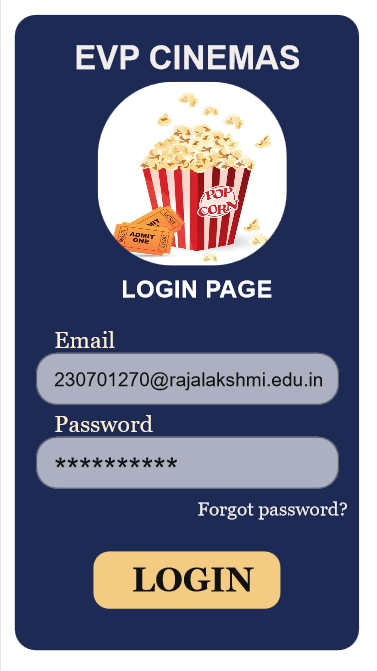 EVP CINEMAS
POP
CORN
ADMIT
ONE
LOGIN PAGE
Email
230701270@rajalakshmi.edu.in
Password
**********
Forgot password?
LOGIN